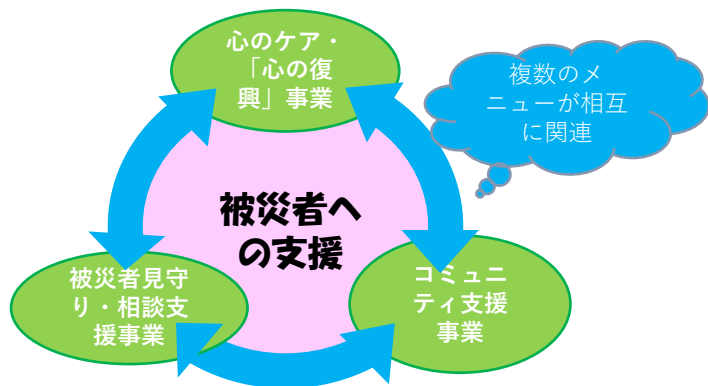 心のケア・
「心の復
興」事業
複数のメ
ニューが相互
に関連
被災者へ
の支援
被災者見守
り・相談支
援事業
コミュニ
ティ支援
事業